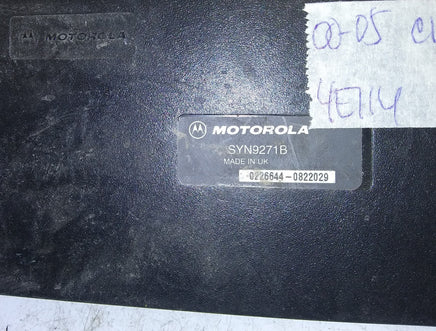 MOTOROLA
00-05
4E114
MOTOROLA
SYN9271B
MADE IN UK
0226644-0822029